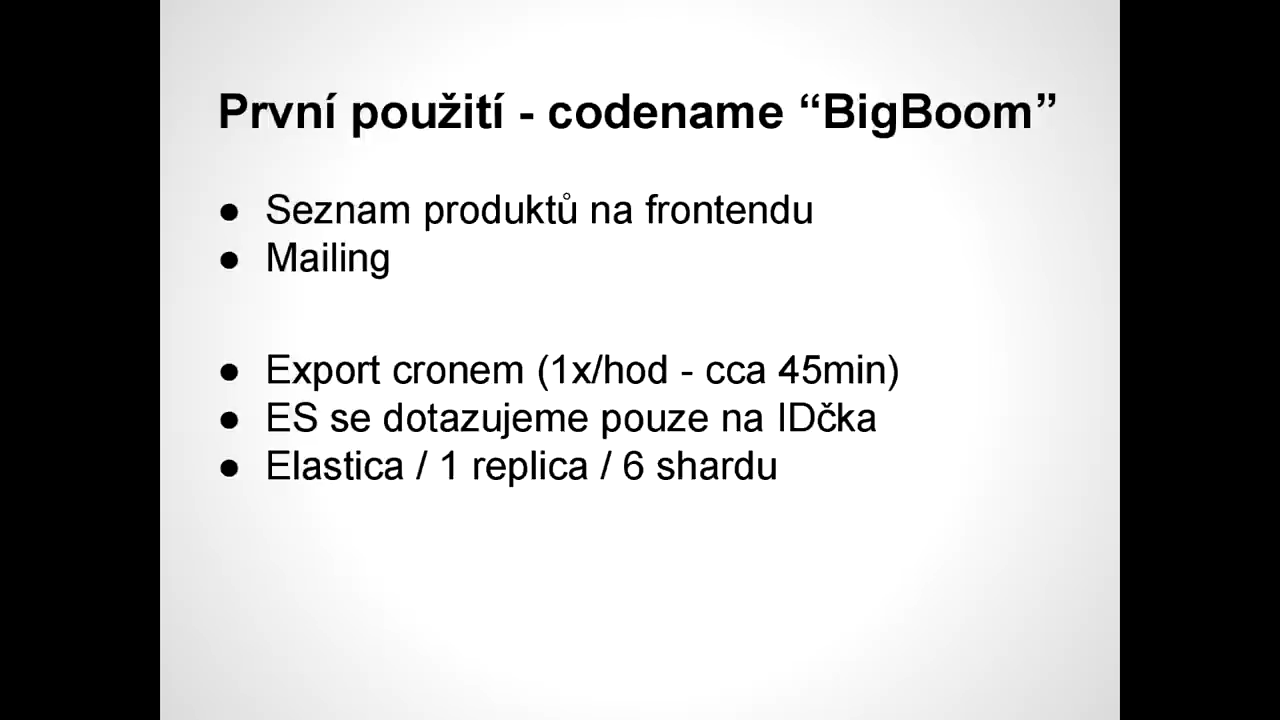 První použití - codename “BigBoom”
● Seznam produktů na frontendu
● Mailing
● Export cronem (1x/hod - cca 45min)
● ES se dotazujeme pouze na IDčka
● Elastica / 1 replica / 6 shardu